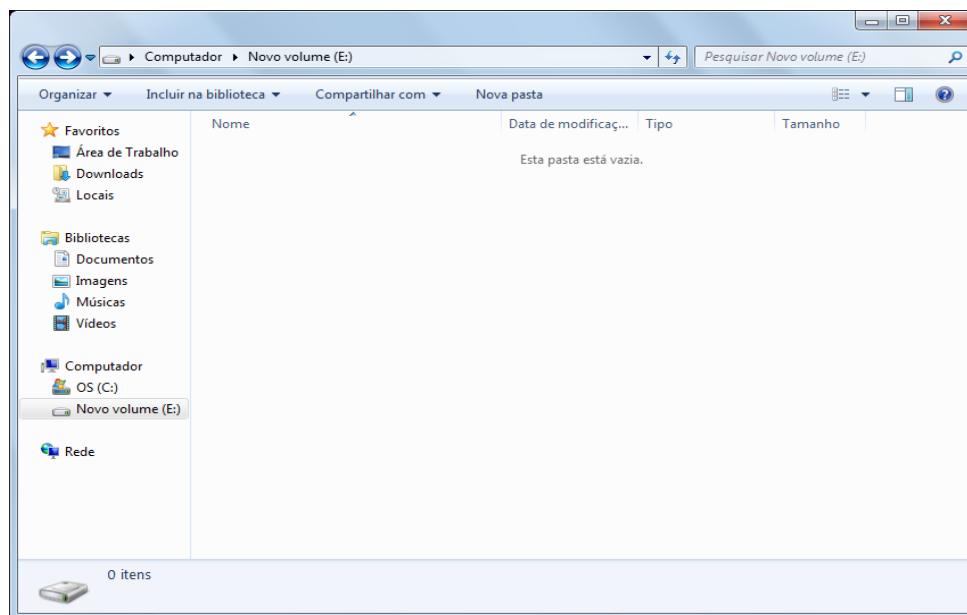 Computador Novo volume (E:)
Pesquisar Novo volume (E:)
Organizar Incluir na biblioteca Compartilhar com Nova pasta
Nome Data de modificaç... Tipo Tamanho
Esta pasta está vazia.
Favoritos
Área de Trabalho
Downloads
Locais
Bibliotecas
Documentos
Imagens
Músicas
Vídeos
Computador
OS (C:)
Novo volume (E:)
Rede
0 itens